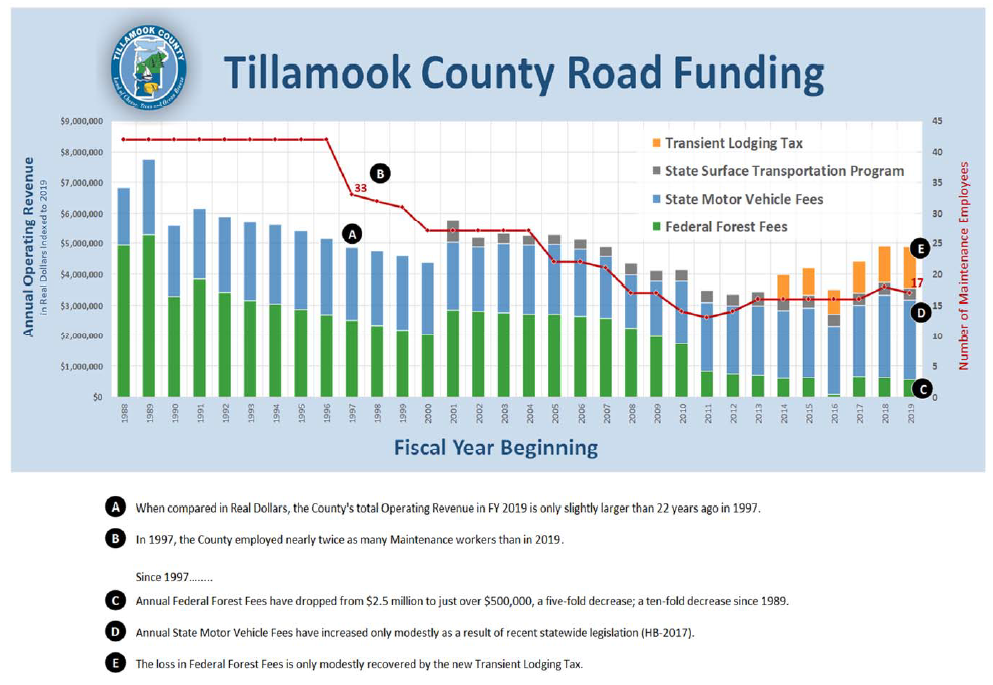 TILLAMOOK COUNTY
Land of Cheese, Trees and Ocean Breeze
Tillamook County Road Funding
Annual Operating Revenue
in Real Dollars Indexed to 2019
$9,000,000
$8,000,000
$7,000,000
$6,000,000
$5,000,000
$4,000,000
$3,000,000
$2,000,000
$1,000,000
$0
45
40
35
30
25
20
15
10
5
0
Number of Maintenance Employees
Transient Lodging Tax
State Surface Transportation Program
State Motor Vehicle Fees
Federal Forest Fees
33
B
A
E
17
D
C
1988 1989 1990 1991 1992 1993 1994 1995 1996 1997 1998 1999 2000 2001 2002 2003 2004 2005 2006 2007 2008 2009 2010 2011 2012 2013 2014 2015 2016 2017 2018 2019
Fiscal Year Beginning
A When compared in Real Dollars, the County's total Operating Revenue in FY 2019 is only slightly larger than 22 years ago in 1997.
B In 1997, the County employed nearly twice as many Maintenance workers than in 2019.
Since 1997........
C Annual Federal Forest Fees have dropped from $2.5 million to just over $500,000, a five-fold decrease; a ten-fold decrease since 1989.
D Annual State Motor Vehicle Fees have increased only modestly as a result of recent statewide legislation (HB-2017).
E The loss in Federal Forest Fees is only modestly recovered by the new Transient Lodging Tax.